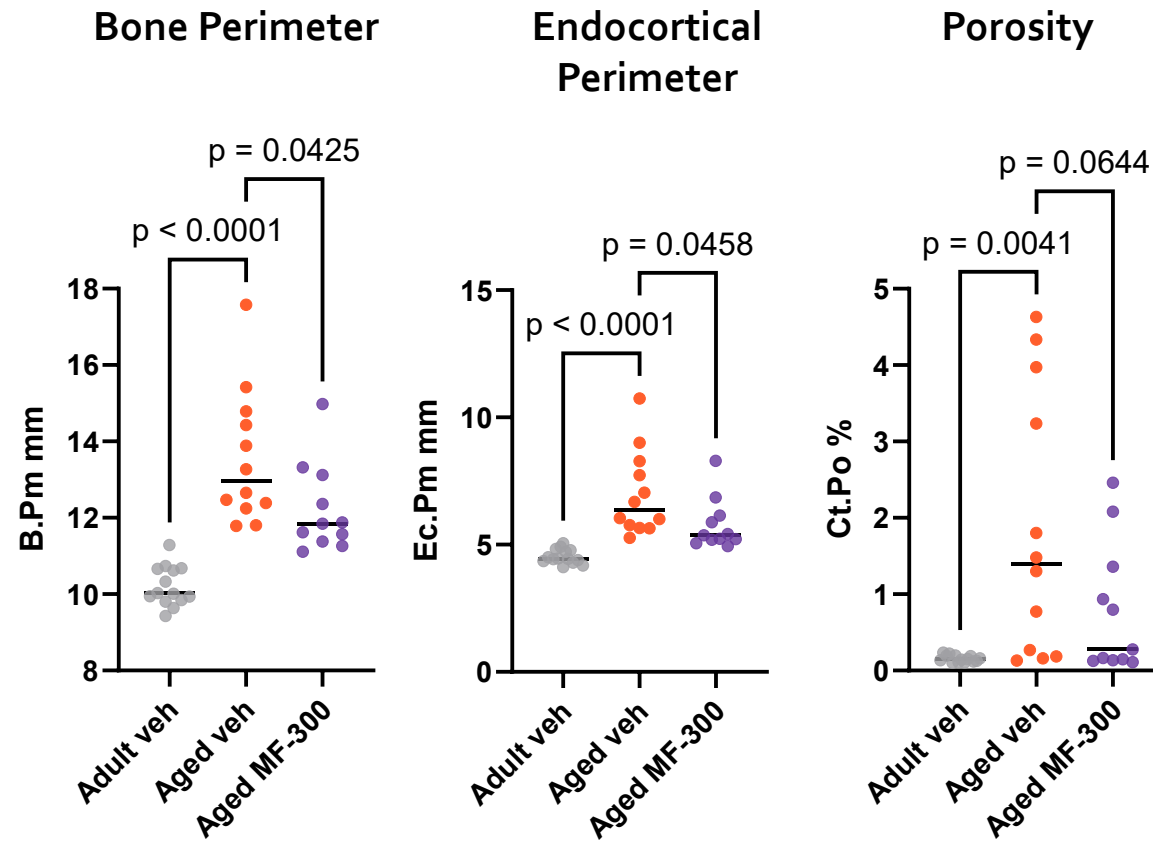 Bone Perimeter
p = 0.0425
p < 0.0001
18
16
14
12
10
8
B.Pm mm
Adult veh
Aged veh
Aged MF-300
Endocortical
Perimeter
p = 0.0458
p < 0.0001
15
10
5
0
Ec.Pm mm
Adult veh
Aged veh
Aged MF-300
Porosity
p = 0.0644
p = 0.0041
5
4
3
2
1
0
Ct.Po %
Adult veh
Aged veh
Aged MF-300